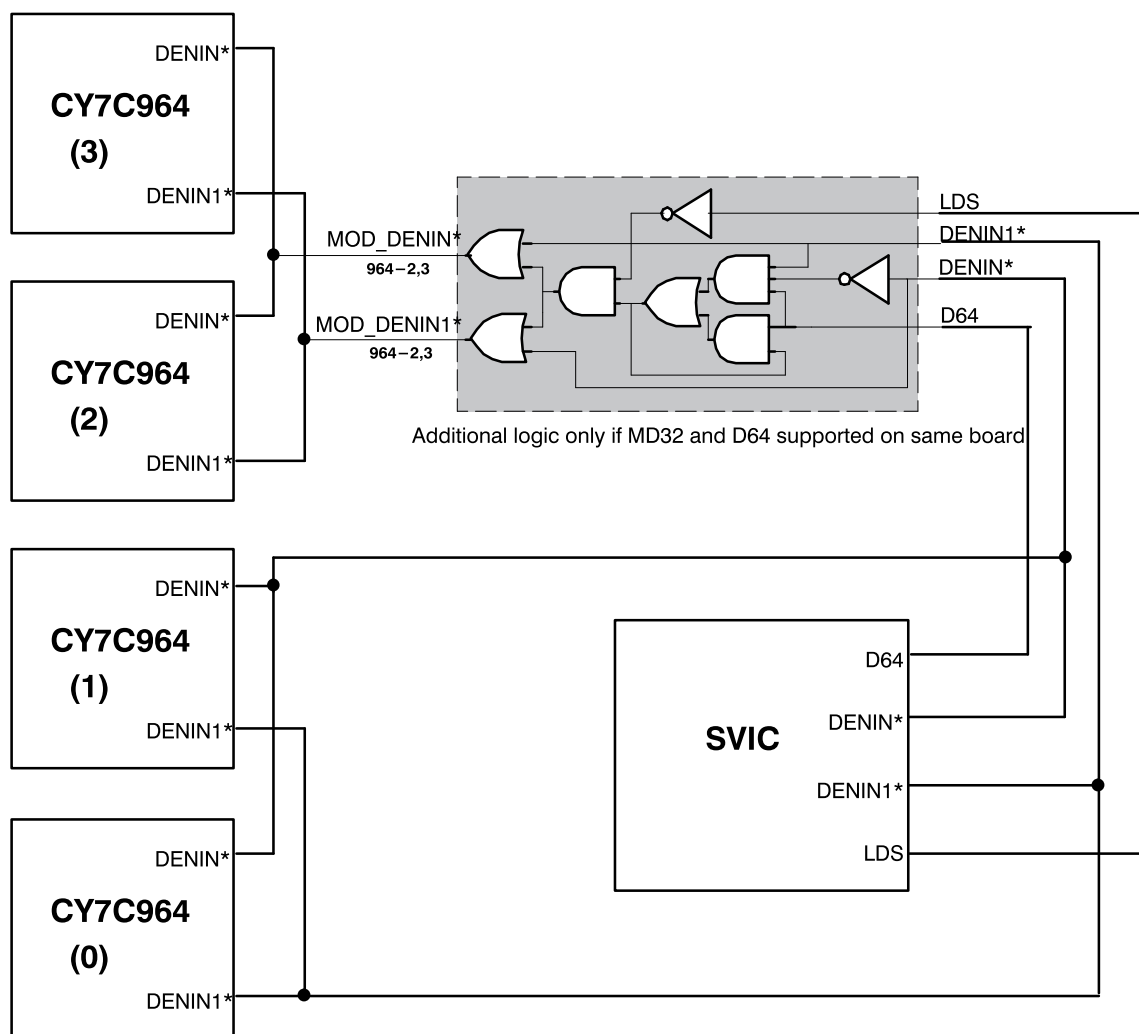 DENIN*
CY7C964
(3)
DENIN1*
DENIN*
CY7C964
(2)
DENIN1*
MOD_DENIN*
964-2,3
MOD_DENIN1*
964-2,3
LDS
DENIN1*
DENIN*
D64
Additional logic only if MD32 and D64 supported on same board
DENIN*
CY7C964
(1)
DENIN1*
DENIN*
CY7C964
(0)
DENIN1*
D64
DENIN*
SVIC
DENIN1*
LDS